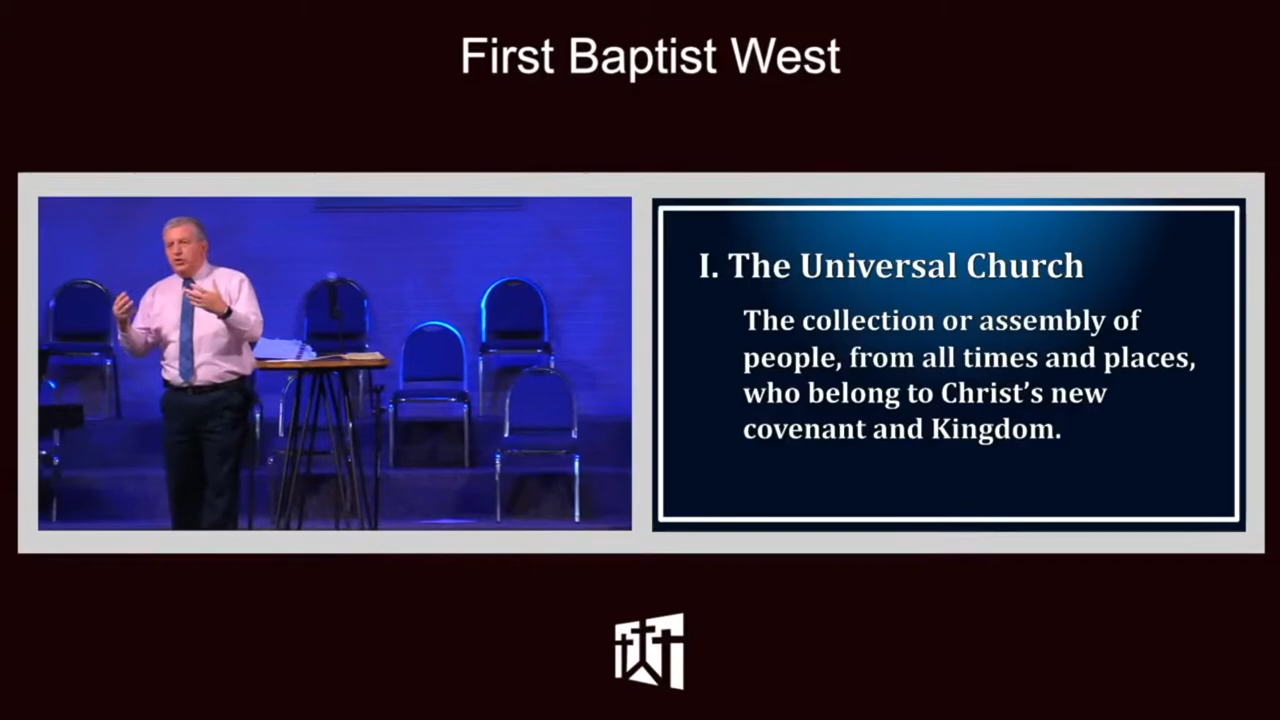 First Baptist West
I. The Universal Church
The collection or assembly of
people, from all times and places,
who belong to Christ's new
covenant and Kingdom.